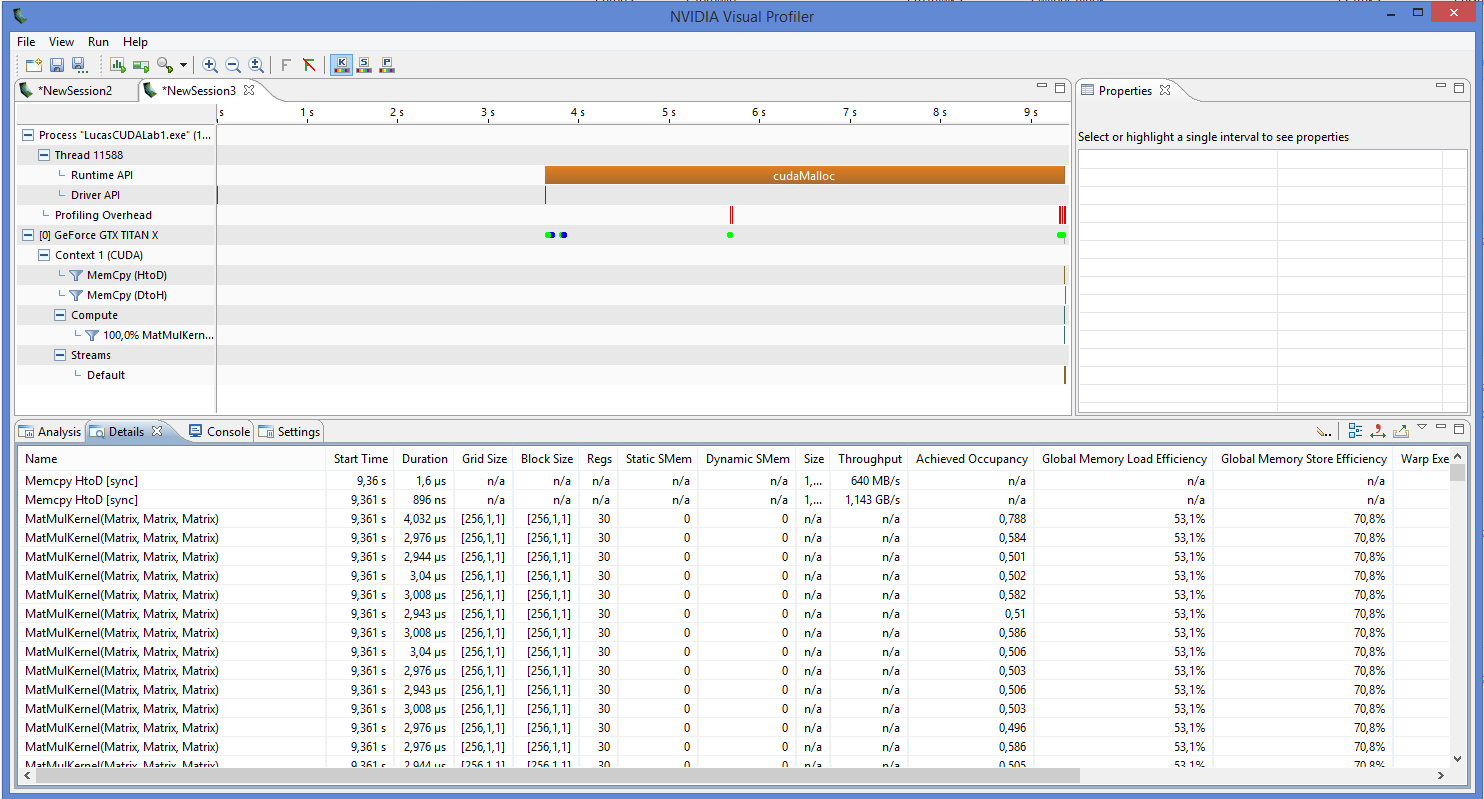 NVIDIA Visual Profiler
File View Run Help
F K S P
*NewSession2 *NewSession3 Properties
s 1 s 2 s 3 s 4 s 5 s 6 s 7 s 8 s 9 s
Select or highlight a single interval to see properties
Process "LucasCUDALab1.exe" (1...
Thread 11588
Runtime API cudaMalloc
Driver API
Profiling Overhead
[0] GeForce GTX TITAN X
Context 1 (CUDA)
MemCpy (HtoD)
MemCpy (DtoH)
Compute
100,0% MatMulKern...
Streams
Default
Analysis Details Console Settings
Name Start Time Duration Grid Size Block Size Regs Static SMem Dynamic SMem Size Throughput Achieved Occupancy Global Memory Load Efficiency Global Memory Store Efficiency Warp Exe
Memcpy HtoD [sync] 9,36 s 1,6 µs n/a n/a n/a n/a n/a 1,... 640 MB/s n/a n/a n/a
Memcpy HtoD [sync] 9,361 s 896 ns n/a n/a n/a n/a n/a 1,... 1,143 GB/s n/a n/a n/a
MatMulKernel(Matrix, Matrix, Matrix) 9,361 s 4,032 µs [256,1,1] [256,1,1] 30 0 0 n/a n/a 0,788 53,1% 70,8%
MatMulKernel(Matrix, Matrix, Matrix) 9,361 s 2,976 µs [256,1,1] [256,1,1] 30 0 0 n/a n/a 0,584 53,1% 70,8%
MatMulKernel(Matrix, Matrix, Matrix) 9,361 s 2,944 µs [256,1,1] [256,1,1] 30 0 0 n/a n/a 0,501 53,1% 70,8%
MatMulKernel(Matrix, Matrix, Matrix) 9,361 s 3,04 µs [256,1,1] [256,1,1] 30 0 0 n/a n/a 0,502 53,1% 70,8%
MatMulKernel(Matrix, Matrix, Matrix) 9,361 s 3,008 µs [256,1,1] [256,1,1] 30 0 0 n/a n/a 0,582 53,1% 70,8%
MatMulKernel(Matrix, Matrix, Matrix) 9,361 s 2,943 µs [256,1,1] [256,1,1] 30 0 0 n/a n/a 0,51 53,1% 70,8%
MatMulKernel(Matrix, Matrix, Matrix) 9,361 s 3,008 µs [256,1,1] [256,1,1] 30 0 0 n/a n/a 0,586 53,1% 70,8%
MatMulKernel(Matrix, Matrix, Matrix) 9,361 s 3,04 µs [256,1,1] [256,1,1] 30 0 0 n/a n/a 0,506 53,1% 70,8%
MatMulKernel(Matrix, Matrix, Matrix) 9,361 s 2,976 µs [256,1,1] [256,1,1] 30 0 0 n/a n/a 0,503 53,1% 70,8%
MatMulKernel(Matrix, Matrix, Matrix) 9,361 s 2,943 µs [256,1,1] [256,1,1] 30 0 0 n/a n/a 0,506 53,1% 70,8%
MatMulKernel(Matrix, Matrix, Matrix) 9,361 s 3,008 µs [256,1,1] [256,1,1] 30 0 0 n/a n/a 0,503 53,1% 70,8%
MatMulKernel(Matrix, Matrix, Matrix) 9,361 s 2,976 µs [256,1,1] [256,1,1] 30 0 0 n/a n/a 0,496 53,1% 70,8%
MatMulKernel(Matrix, Matrix, Matrix) 9,361 s 2,976 µs [256,1,1] [256,1,1] 30 0 0 n/a n/a 0,586 53,1% 70,8%
MatMulKernel(Matrix, Matrix, Matrix) 9,361 s 2,944 µs [256,1,1] [256,1,1] 30 0 0 n/a n/a 0,505 53,1% 70,8%